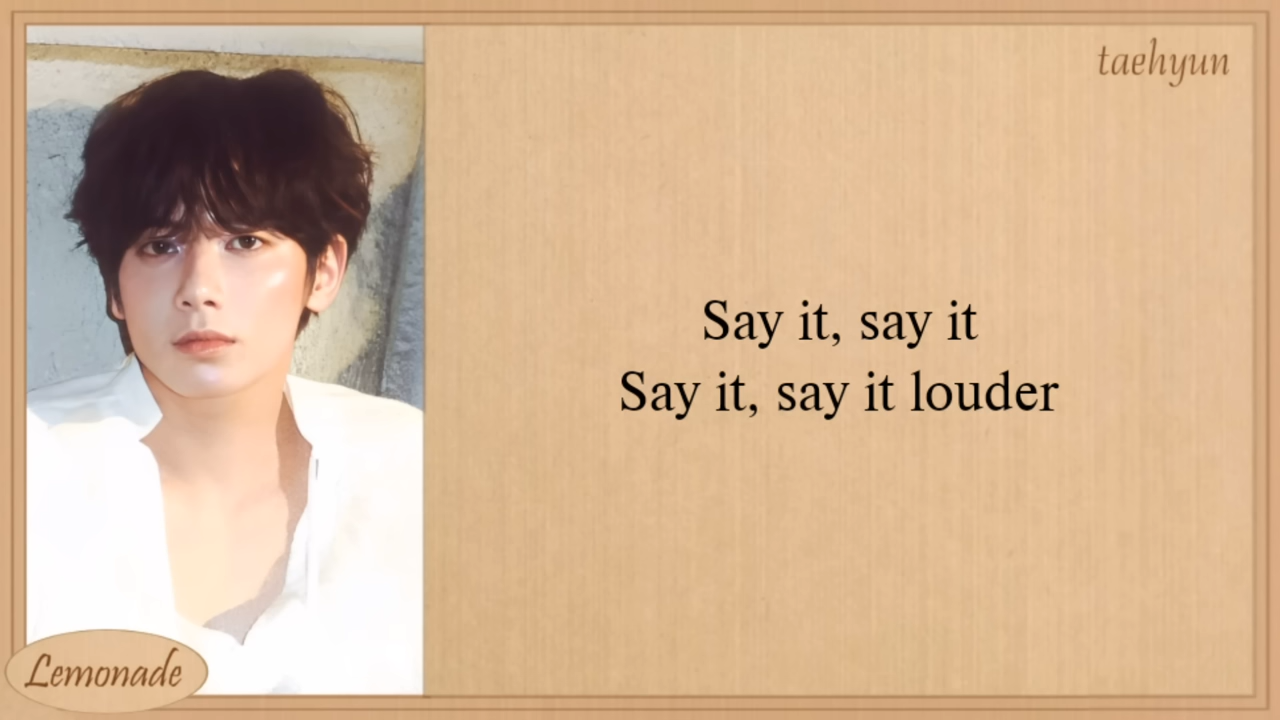 taehyun
Say it, say it
Say it, say it louder
Lemonade